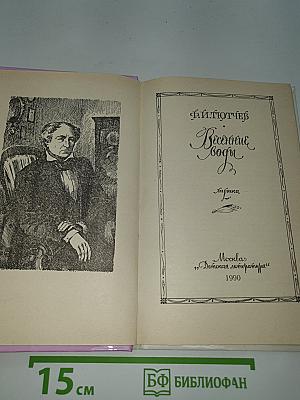 Ф.И.ТЮТЧЕВ
Весенние
воды
лирика
Москва
„Детская литература“
1990
15 см
БФ БИБЛИОФАН